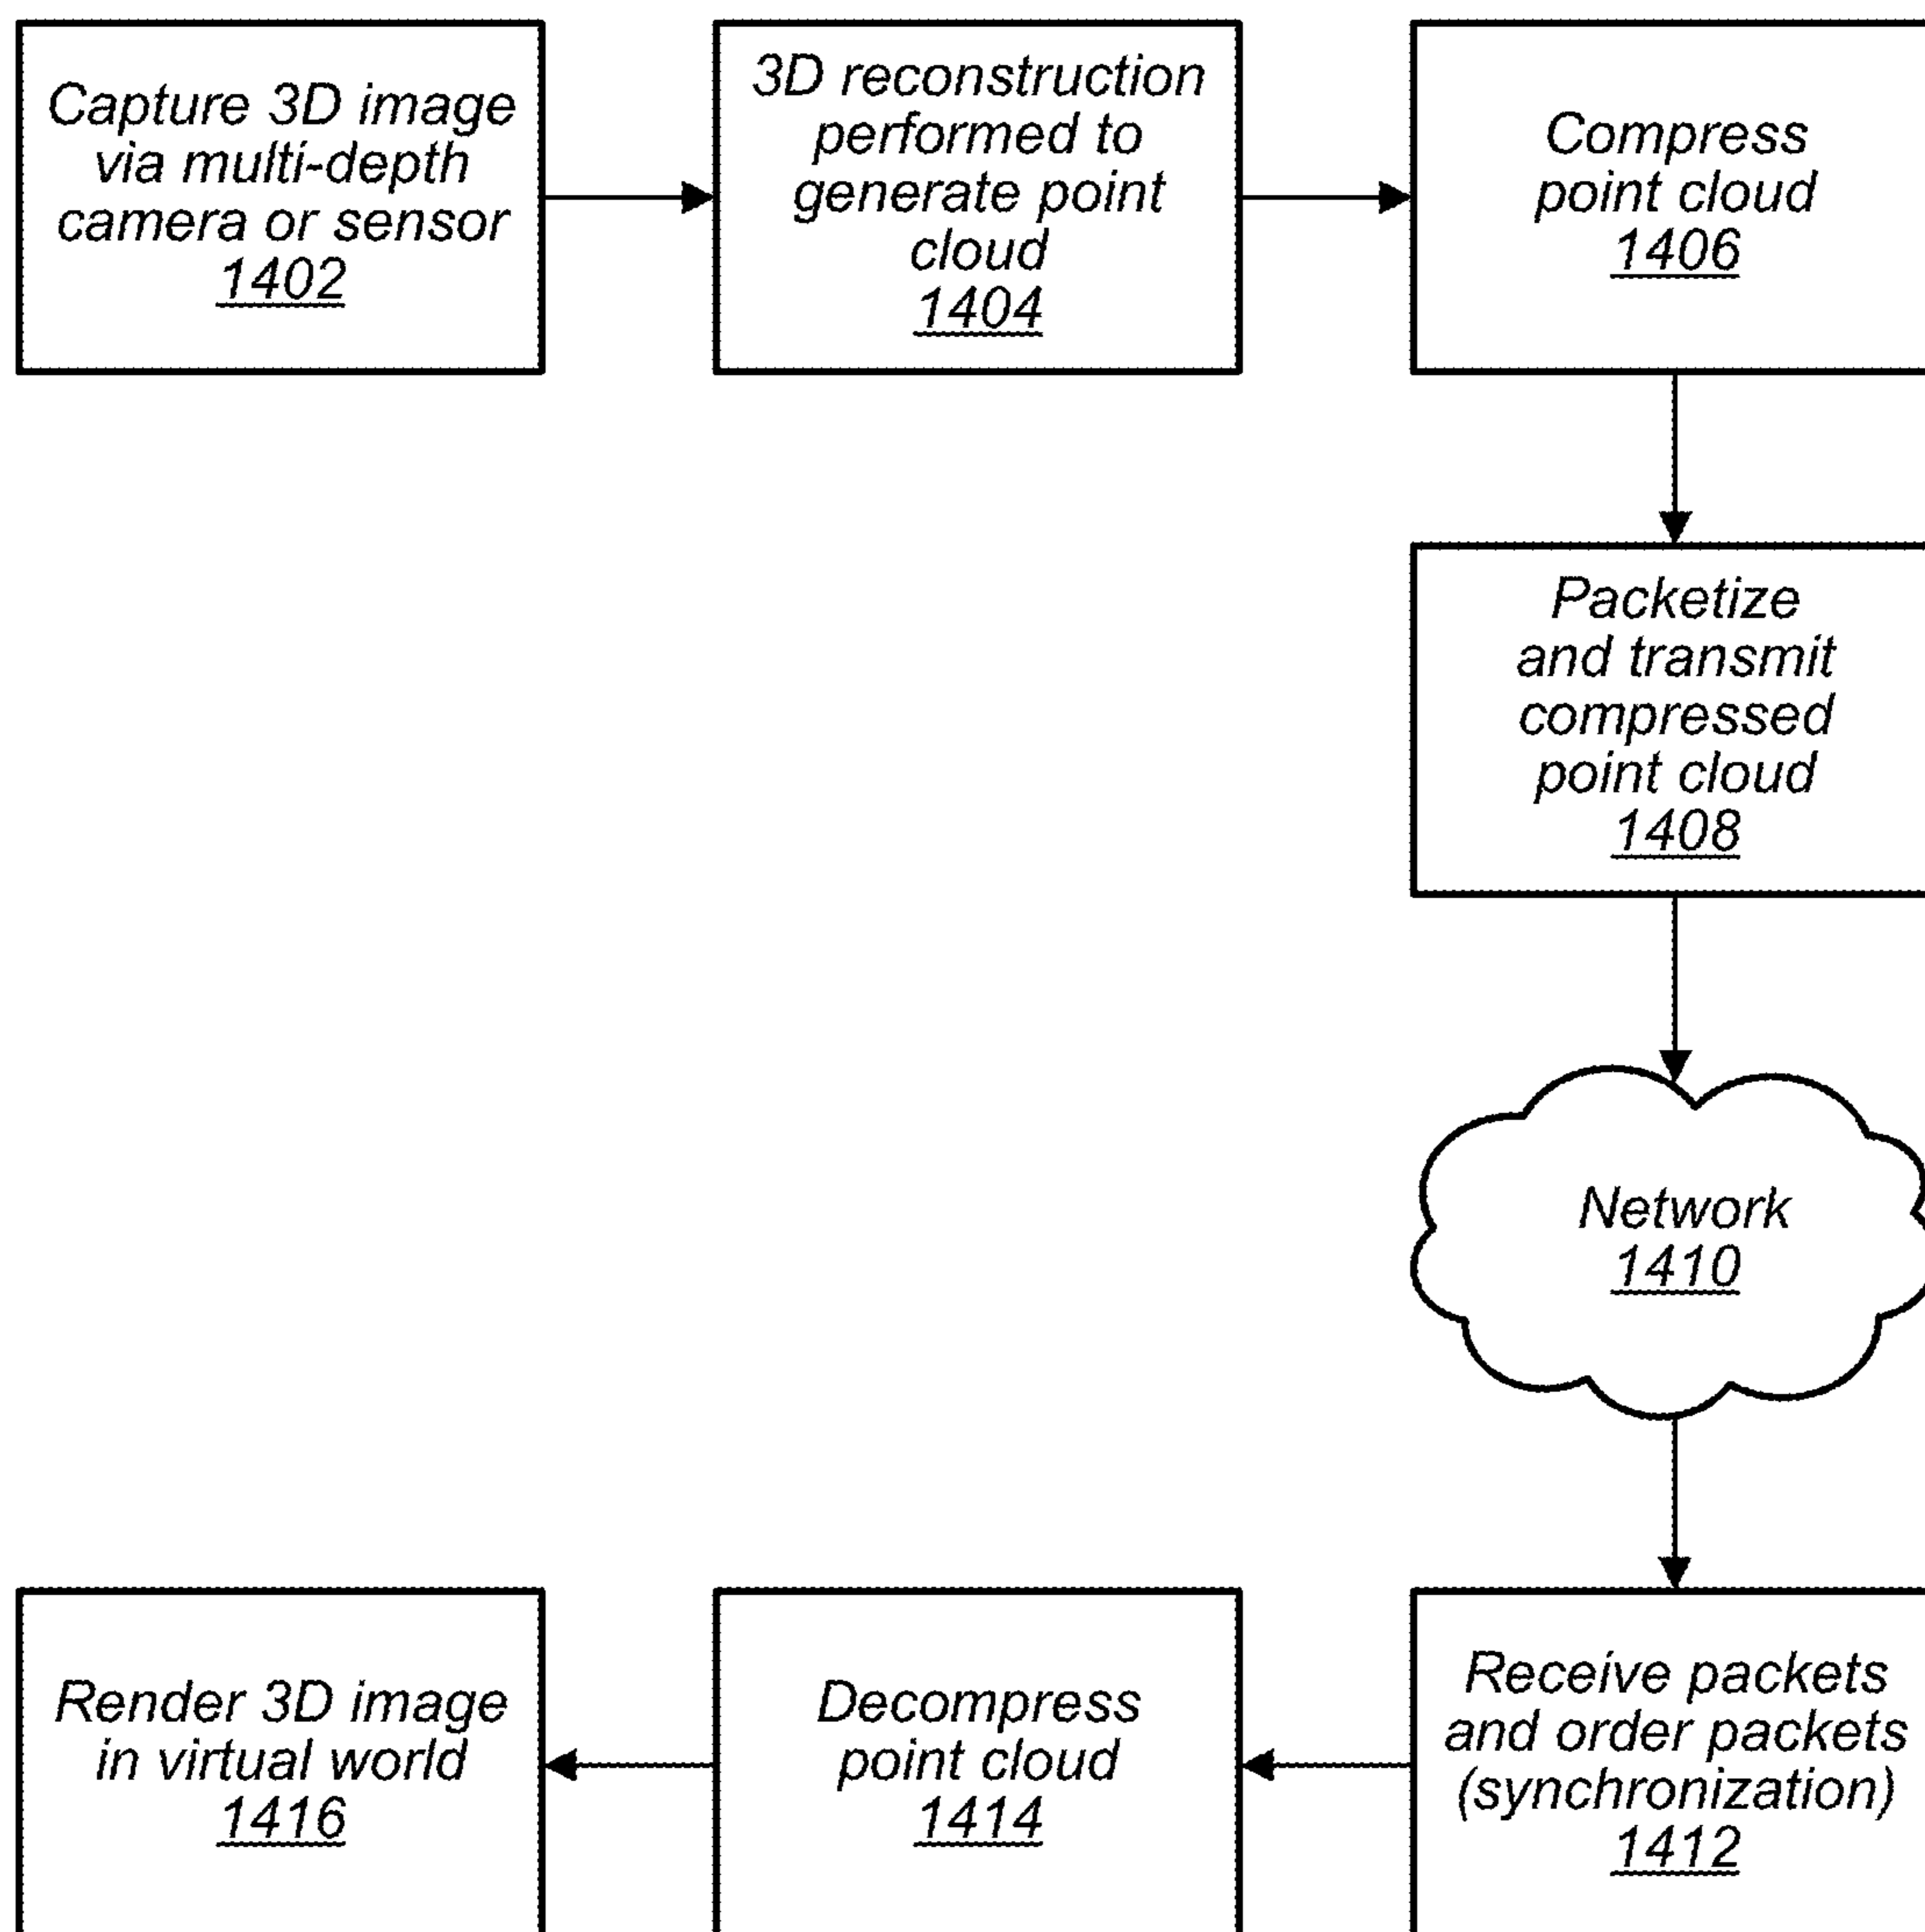 Capture 3D image
via multi-depth
camera or sensor
1402
3D reconstruction
performed to
generate point
cloud
1404
Compress
point cloud
1406
Packetize
and transmit
compressed
point cloud
1408
Network
1410
Receive packets
and order packets
(synchronization)
1412
Decompress
point cloud
1414
Render 3D image
in virtual world
1416